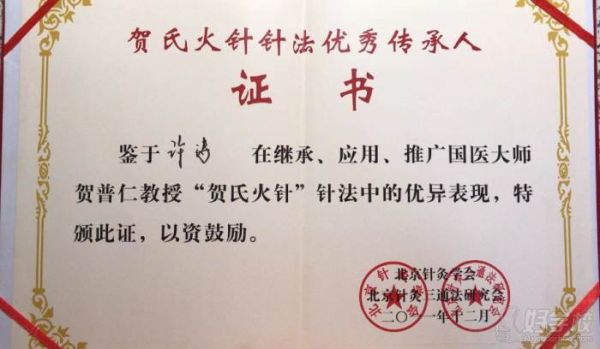 贺氏火针针法优秀传承人
证书
鉴于许 在继承、应用、推广国医大师
贺普仁教授“贺氏火针”针法中的优异表现,特
颁此证,以资鼓励。
北京针灸学会
北京针灸三通法研究会
二〇一一年十二月